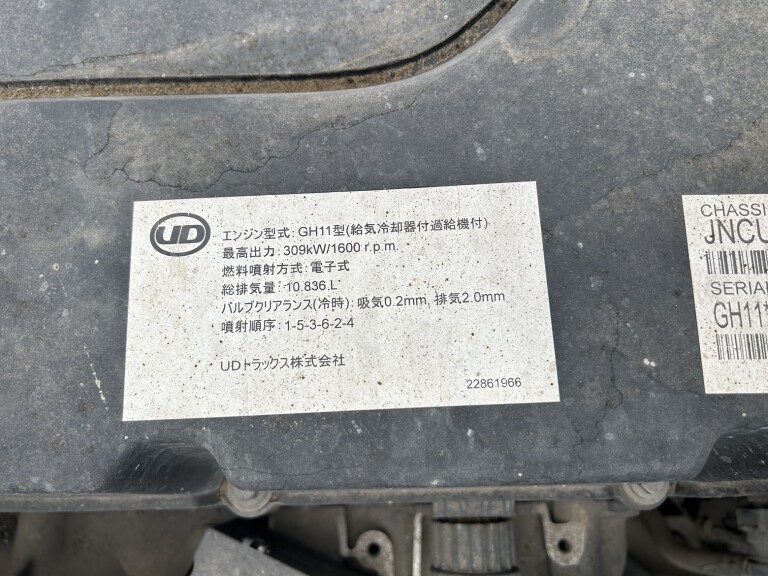 UD
エンジン型式: GH11型(給気冷却器付過給機付)
最高出力: 309kW/1600 r.p.m.
燃料噴射方式: 電子式
総排気量: 10.836.L
バルブクリアランス(冷時): 吸気0.2mm, 排気2.0mm
噴射順序: 1-5-3-6-2-4
UDトラックス株式会社
22861966
CHASSI
JNCU
SERIA
GH11*